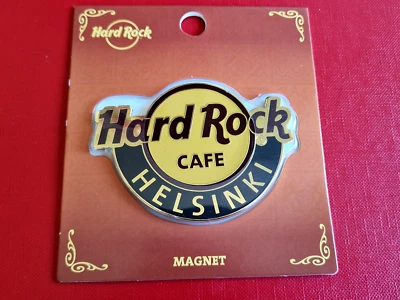 Hard Rock
Hard Rock
CAFE
HELSINKI
MAGNET